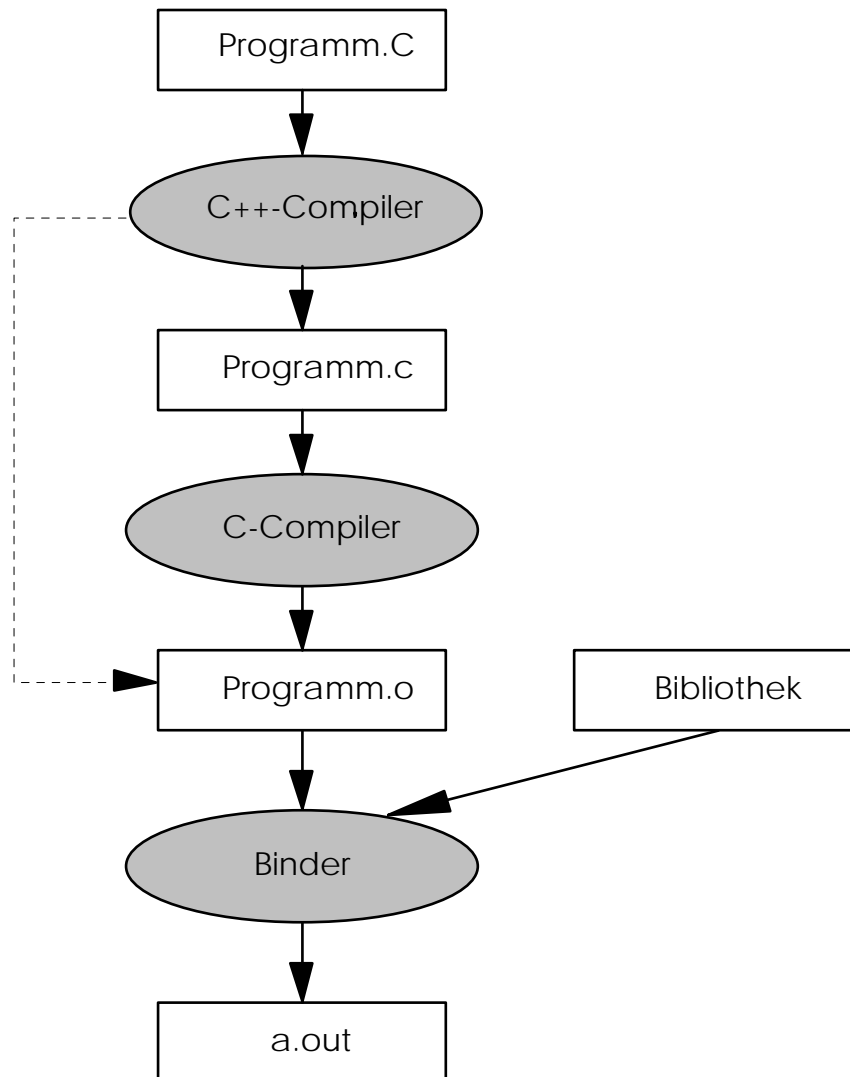 Programm.C
C++-Compiler
Programm.c
C-Compiler
Programm.o
Bibliothek
Binder
a.out